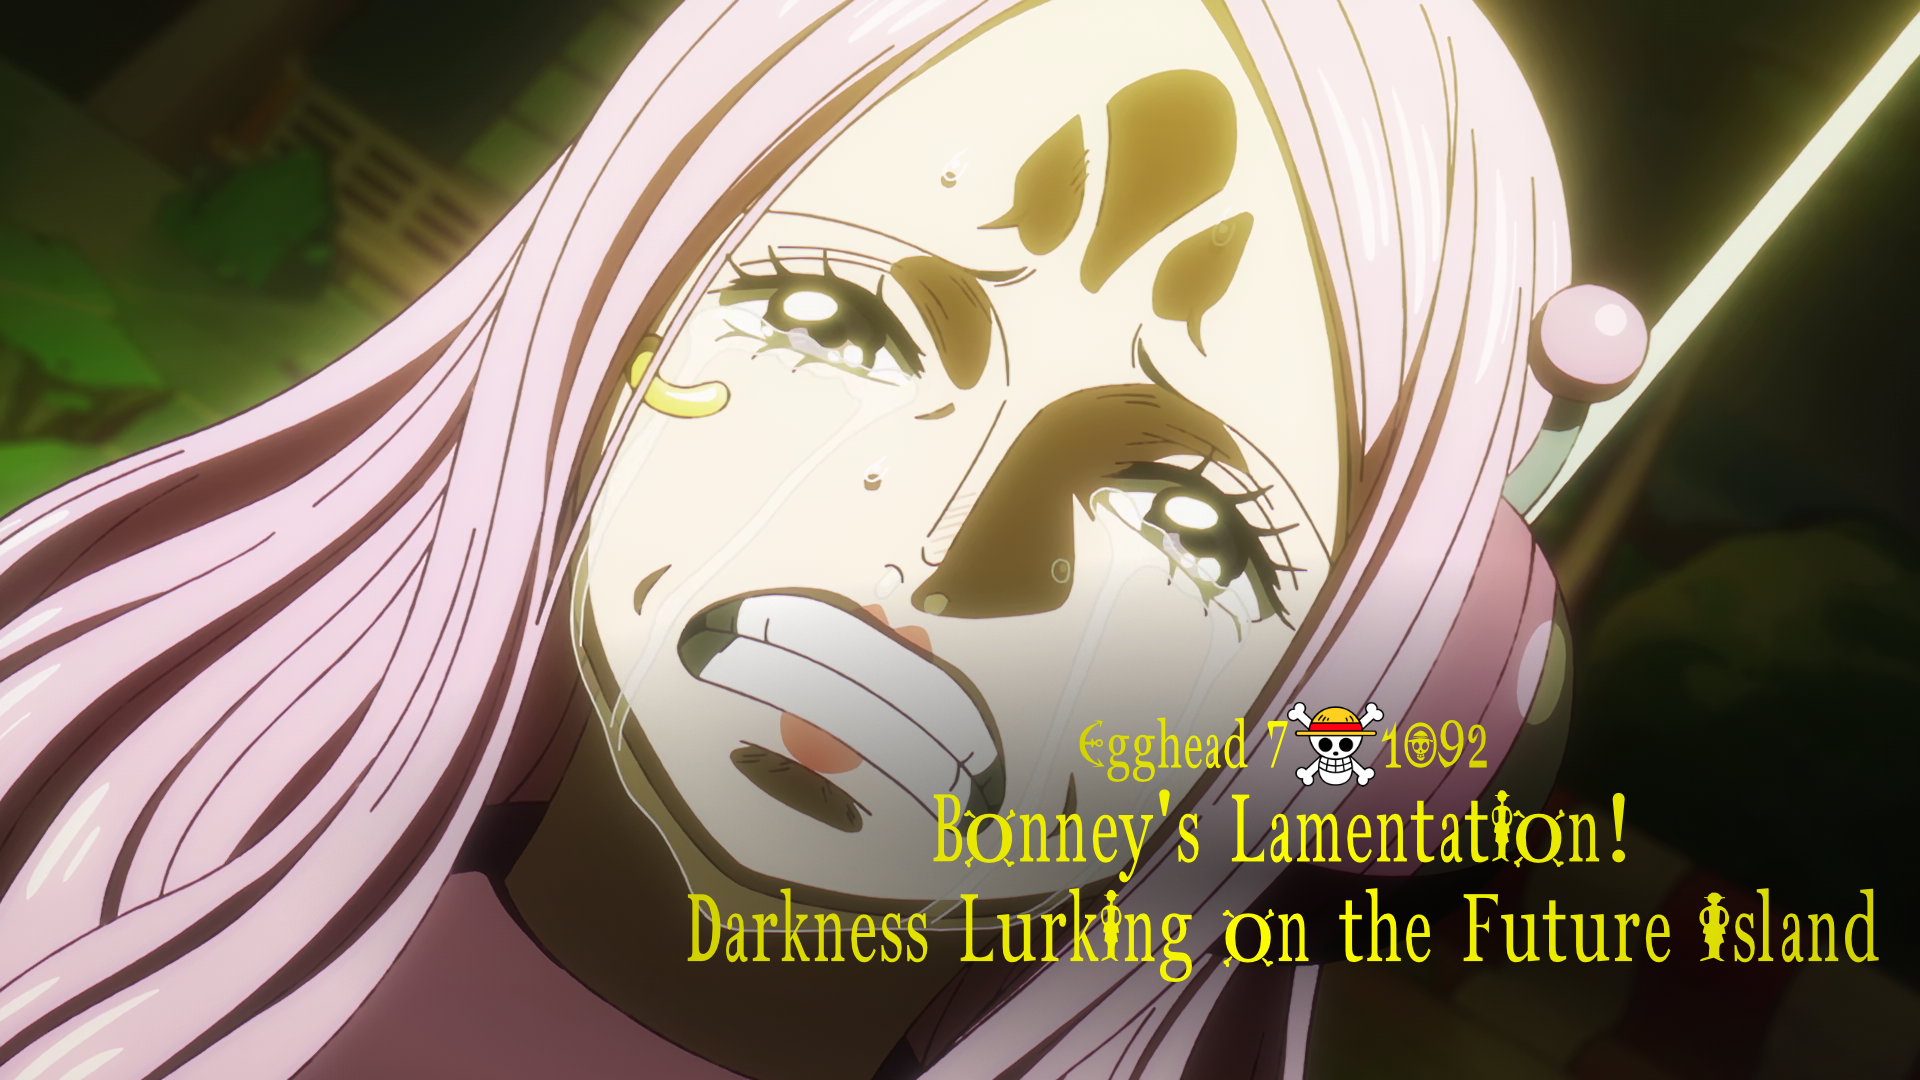 Egghead 7 1092
Bonney's Lamentation!
Darkness Lurking on the Future Island